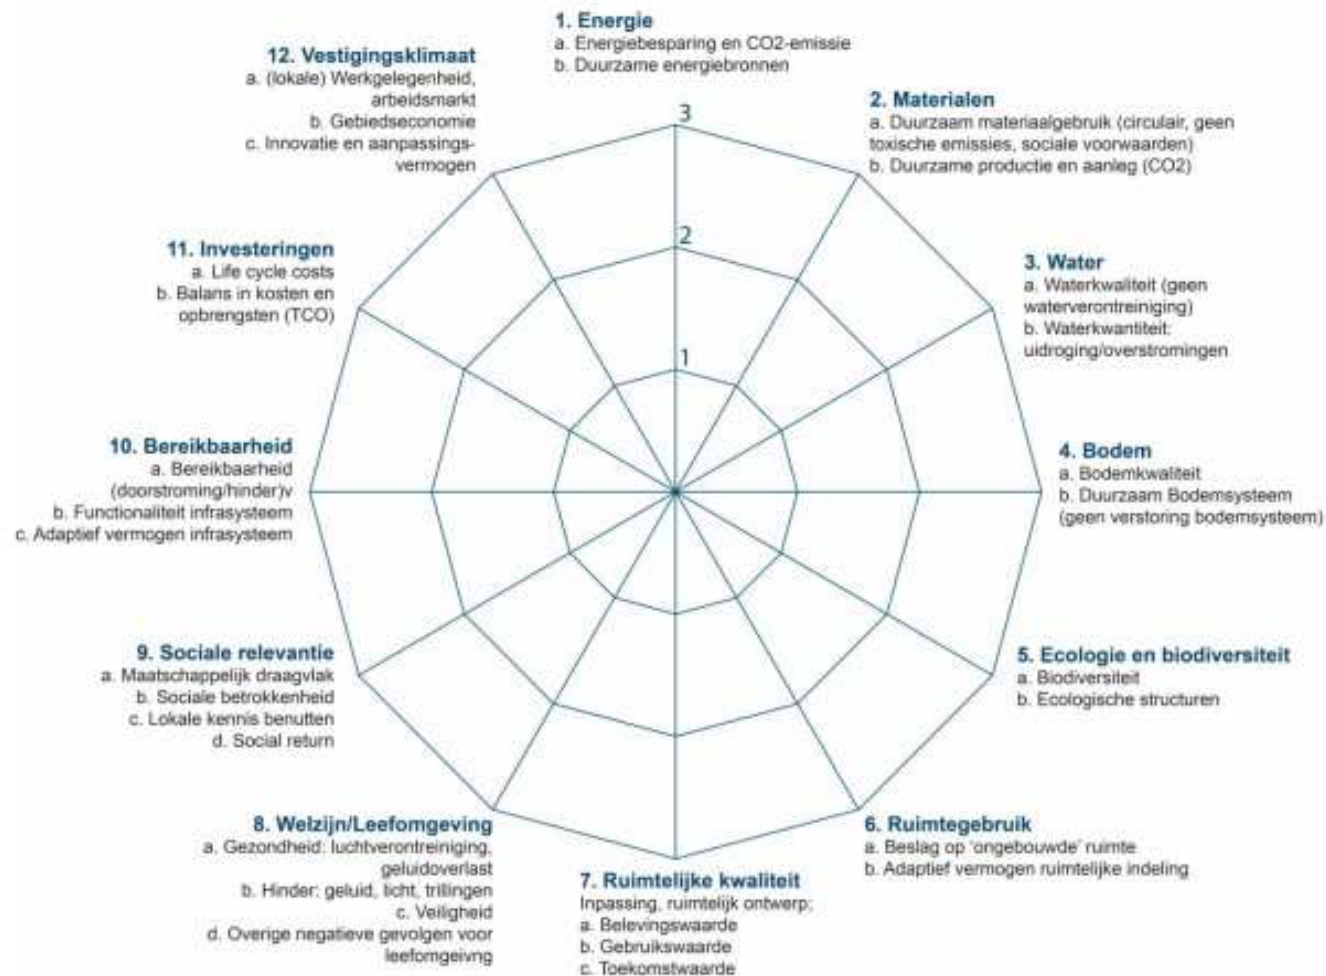 1. Energie
a. Energiebesparing en CO2-emissie
b. Duurzame energiebronnen
2. Materialen
a. Duurzaam materiaalgebruik (circulair, geen
toxische emissies, sociale voorwaarden)
b. Duurzame productie en aanleg (CO2)
3. Water
a. Waterkwaliteit (geen
waterverontreiniging)
b. Waterkwantiteit:
uidroging/overstromingen
4. Bodem
a. Bodemkwaliteit
b. Duurzaam Bodemsysteem
(geen verstoring bodemsysteem)
5. Ecologie en biodiversiteit
a. Biodiversiteit
b. Ecologische structuren
6. Ruimtegebruik
a. Beslag op 'ongebouwde' ruimte
b. Adaptief vermogen ruimtelijke indeling
7. Ruimtelijke kwaliteit
Inpassing, ruimtelijk ontwerp;
a. Belevingswaarde
b. Gebruikswaarde
c. Toekomstwaarde
8. Welzijn/Leefomgeving
a. Gezondheid: luchtverontreiniging,
geluidoverlast
b. Hinder: geluid, licht, trillingen
c. Veiligheid
d. Overige negatieve gevolgen voor
leefomgeivng
9. Sociale relevantie
a. Maatschappelijk draagvlak
b. Sociale betrokkenheid
c. Lokale kennis benutten
d. Social return
10. Bereikbaarheid
a. Bereikbaarheid
(doorstroming/hinder)v
b. Functionaliteit infrasysteem
c. Adaptief vermogen infrasysteem
11. Investeringen
a. Life cycle costs
b. Balans in kosten en
opbrengsten (TCO)
12. Vestigingsklimaat
a. (lokale) Werkgelegenheid,
arbeidsmarkt
b. Gebiedseconomie
c. Innovatie en aanpassings-
vermogen
3
2
1